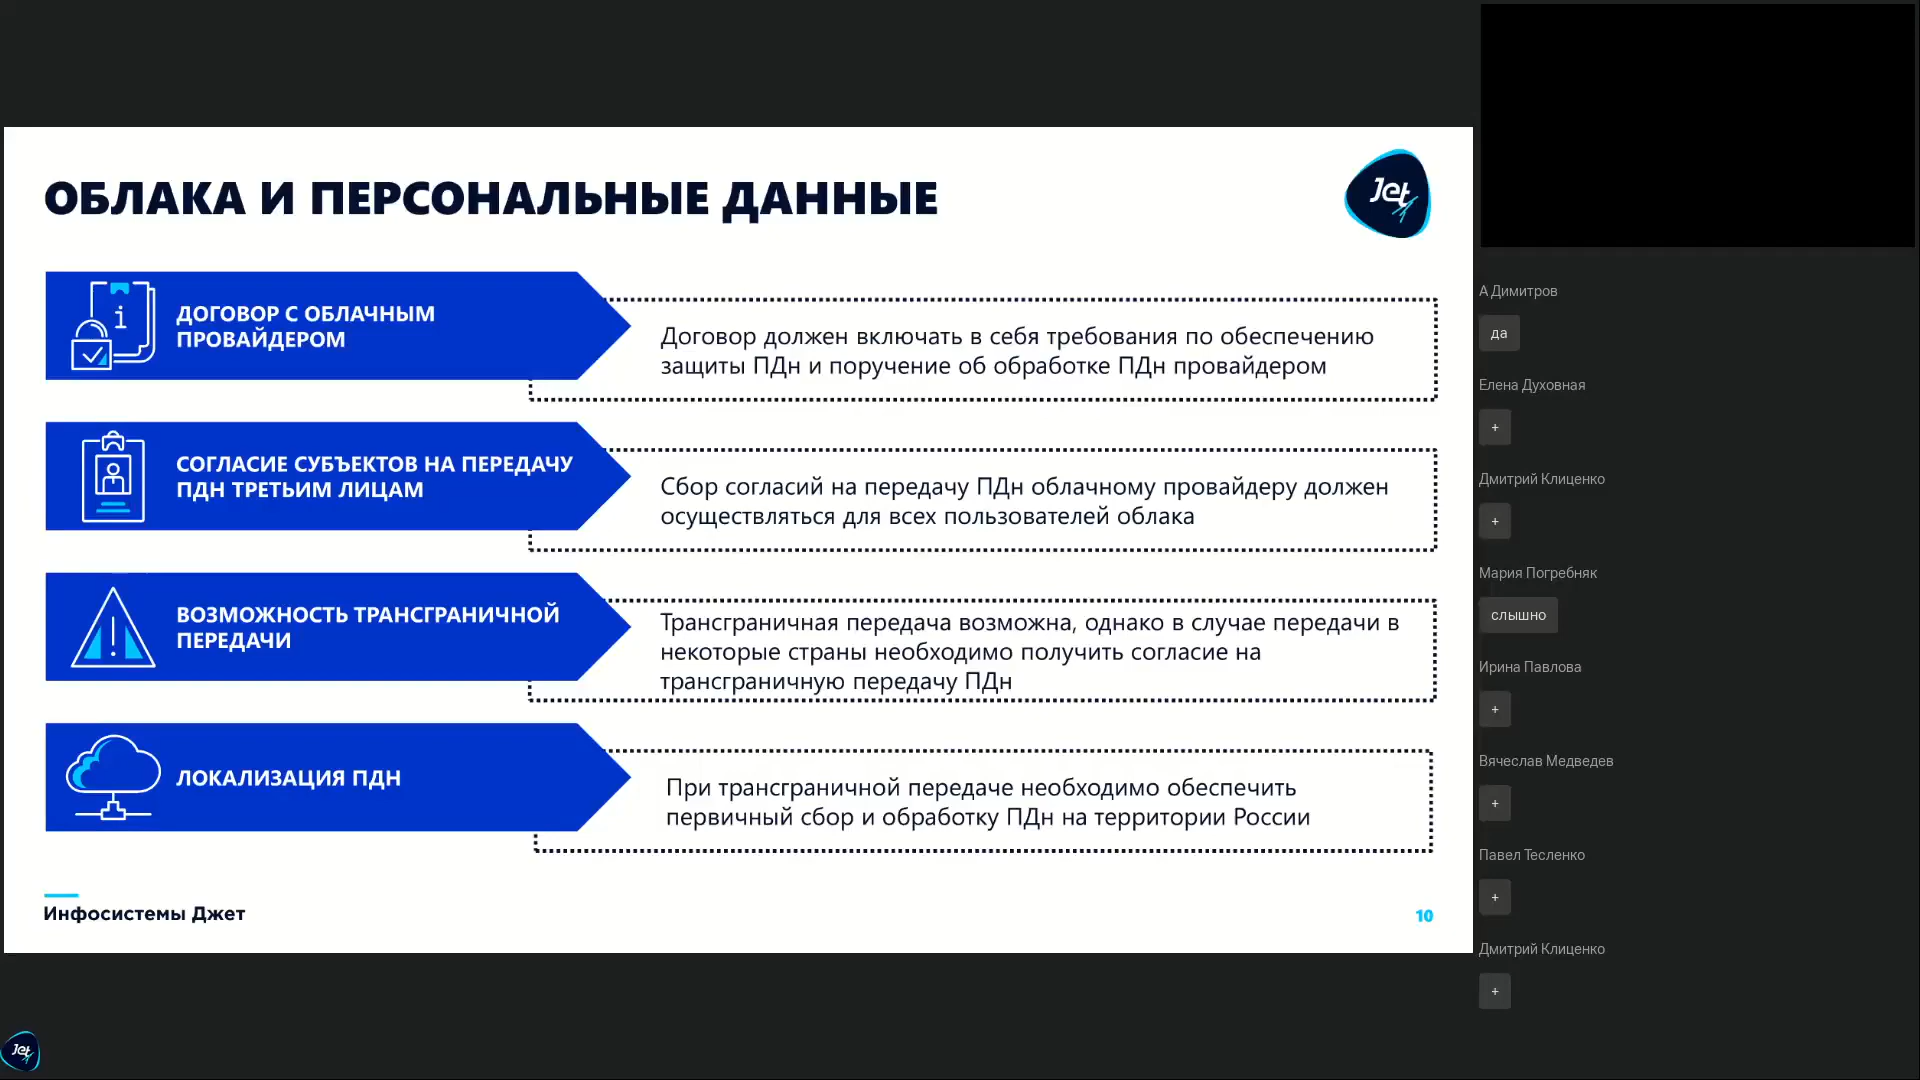 ОБЛАКА И ПЕРСОНАЛЬНЫЕ ДАННЫЕ
Jet
ДОГОВОР С ОБЛАЧНЫМ
ПРОВАЙДЕРОМ
Договор должен включать в себя требования по обеспечению
защиты ПДн и поручение об обработке ПДн провайдером
СОГЛАСИЕ СУБЪЕКТОВ НА ПЕРЕДАЧУ
ПДН ТРЕТЬИМ ЛИЦАМ
Сбор согласий на передачу ПДн облачному провайдеру должен
осуществляться для всех пользователей облака
ВОЗМОЖНОСТЬ ТРАНСГРАНИЧНОЙ
ПЕРЕДАЧИ
Трансграничная передача возможна, однако в случае передачи в
некоторые страны необходимо получить согласие на
трансграничную передачу ПДн
ЛОКАЛИЗАЦИЯ ПДН
При трансграничной передаче необходимо обеспечить
первичный сбор и обработку ПДн на территории России
Инфосистемы Джет
10
А Димитров
да
Елена Духовная
+
Дмитрий Клиценко
+
Мария Погребняк
слышно
Ирина Павлова
+
Вячеслав Медведев
+
Павел Тесленко
+
Дмитрий Клиценко
+
Jet